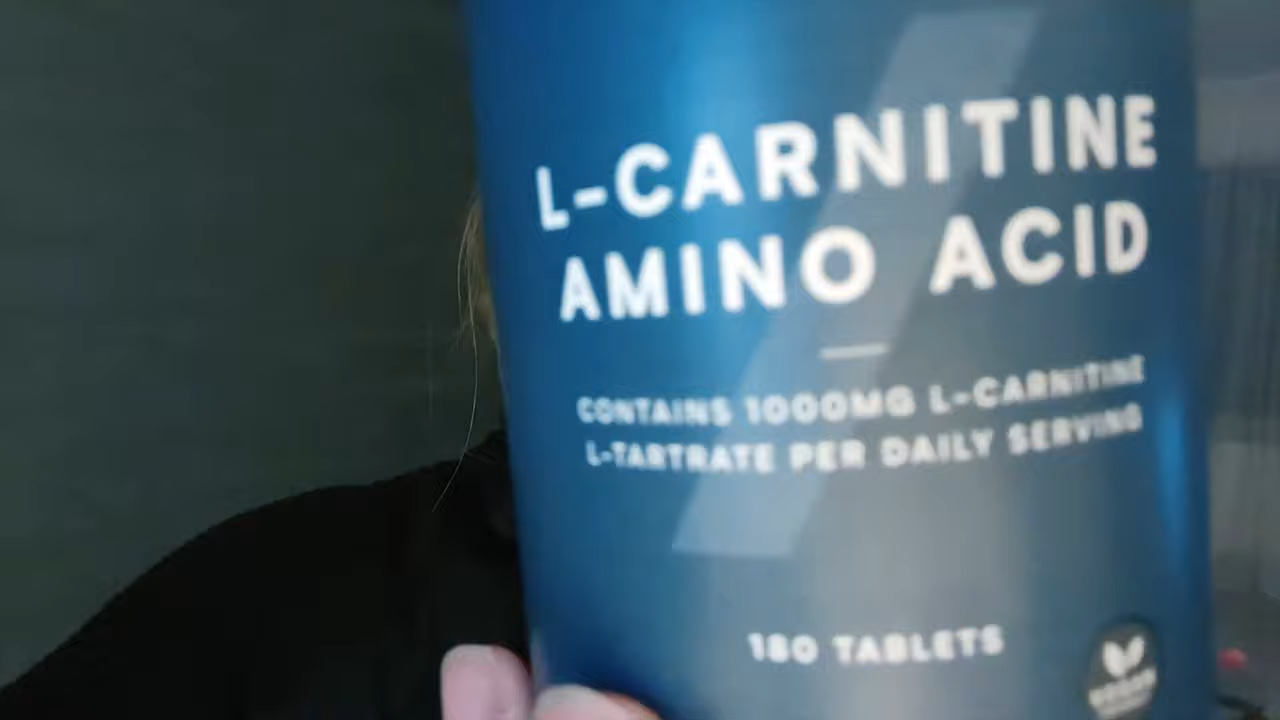 L-CARNITINE
AMINO ACID
CONTAINS 1000MG L-CARNITINE
L-TARTRATE PER DAILY SERVING
180 TABLETS